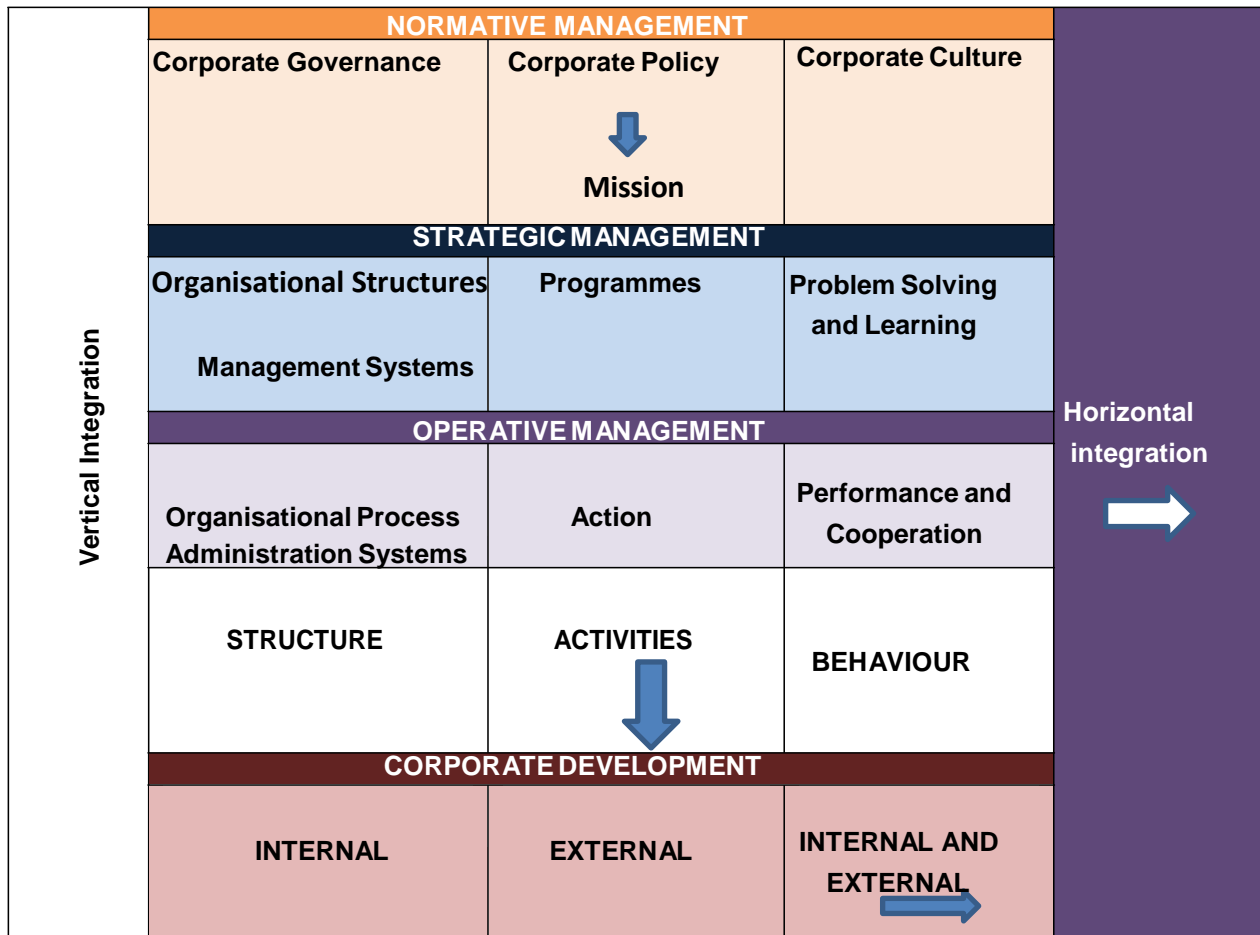 NORMATIVE MANAGEMENT
Corporate Governance
Corporate Policy
Mission
Corporate Culture
STRATEGIC MANAGEMENT
Organisational Structures
Management Systems
Programmes
Problem Solving
and Learning
OPERATIVE MANAGEMENT
Organisational Process
Administration Systems
Action
Performance and
Cooperation
STRUCTURE
ACTIVITIES
BEHAVIOUR
CORPORATE DEVELOPMENT
INTERNAL
EXTERNAL
INTERNAL AND
EXTERNAL
Vertical Integration
Horizontal
integration